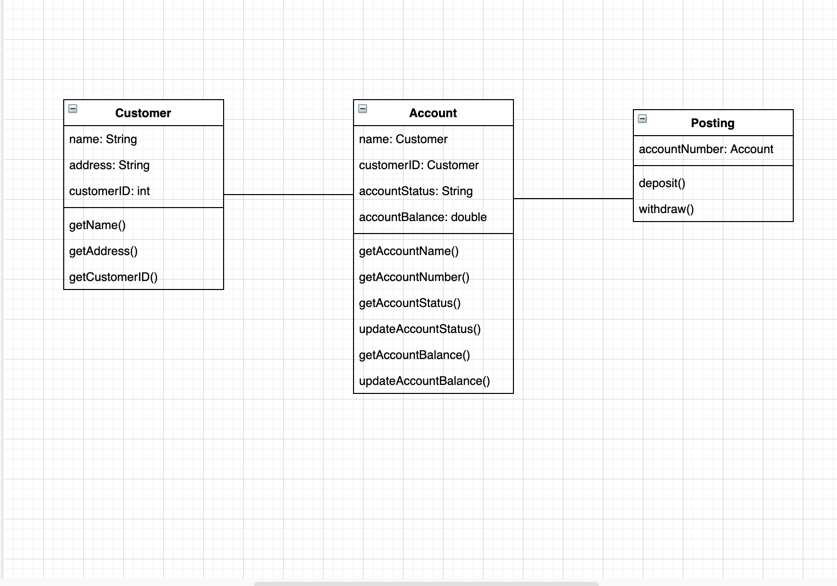 Customer
name: String
address: String
customerID: int
getName()
getAddress()
getCustomerID()
Account
name: Customer
customerID: Customer
accountStatus: String
accountBalance: double
getAccountName()
getAccountNumber()
getAccountStatus()
updateAccountStatus()
getAccountBalance()
updateAccountBalance()
Posting
accountNumber: Account
deposit()
withdraw()